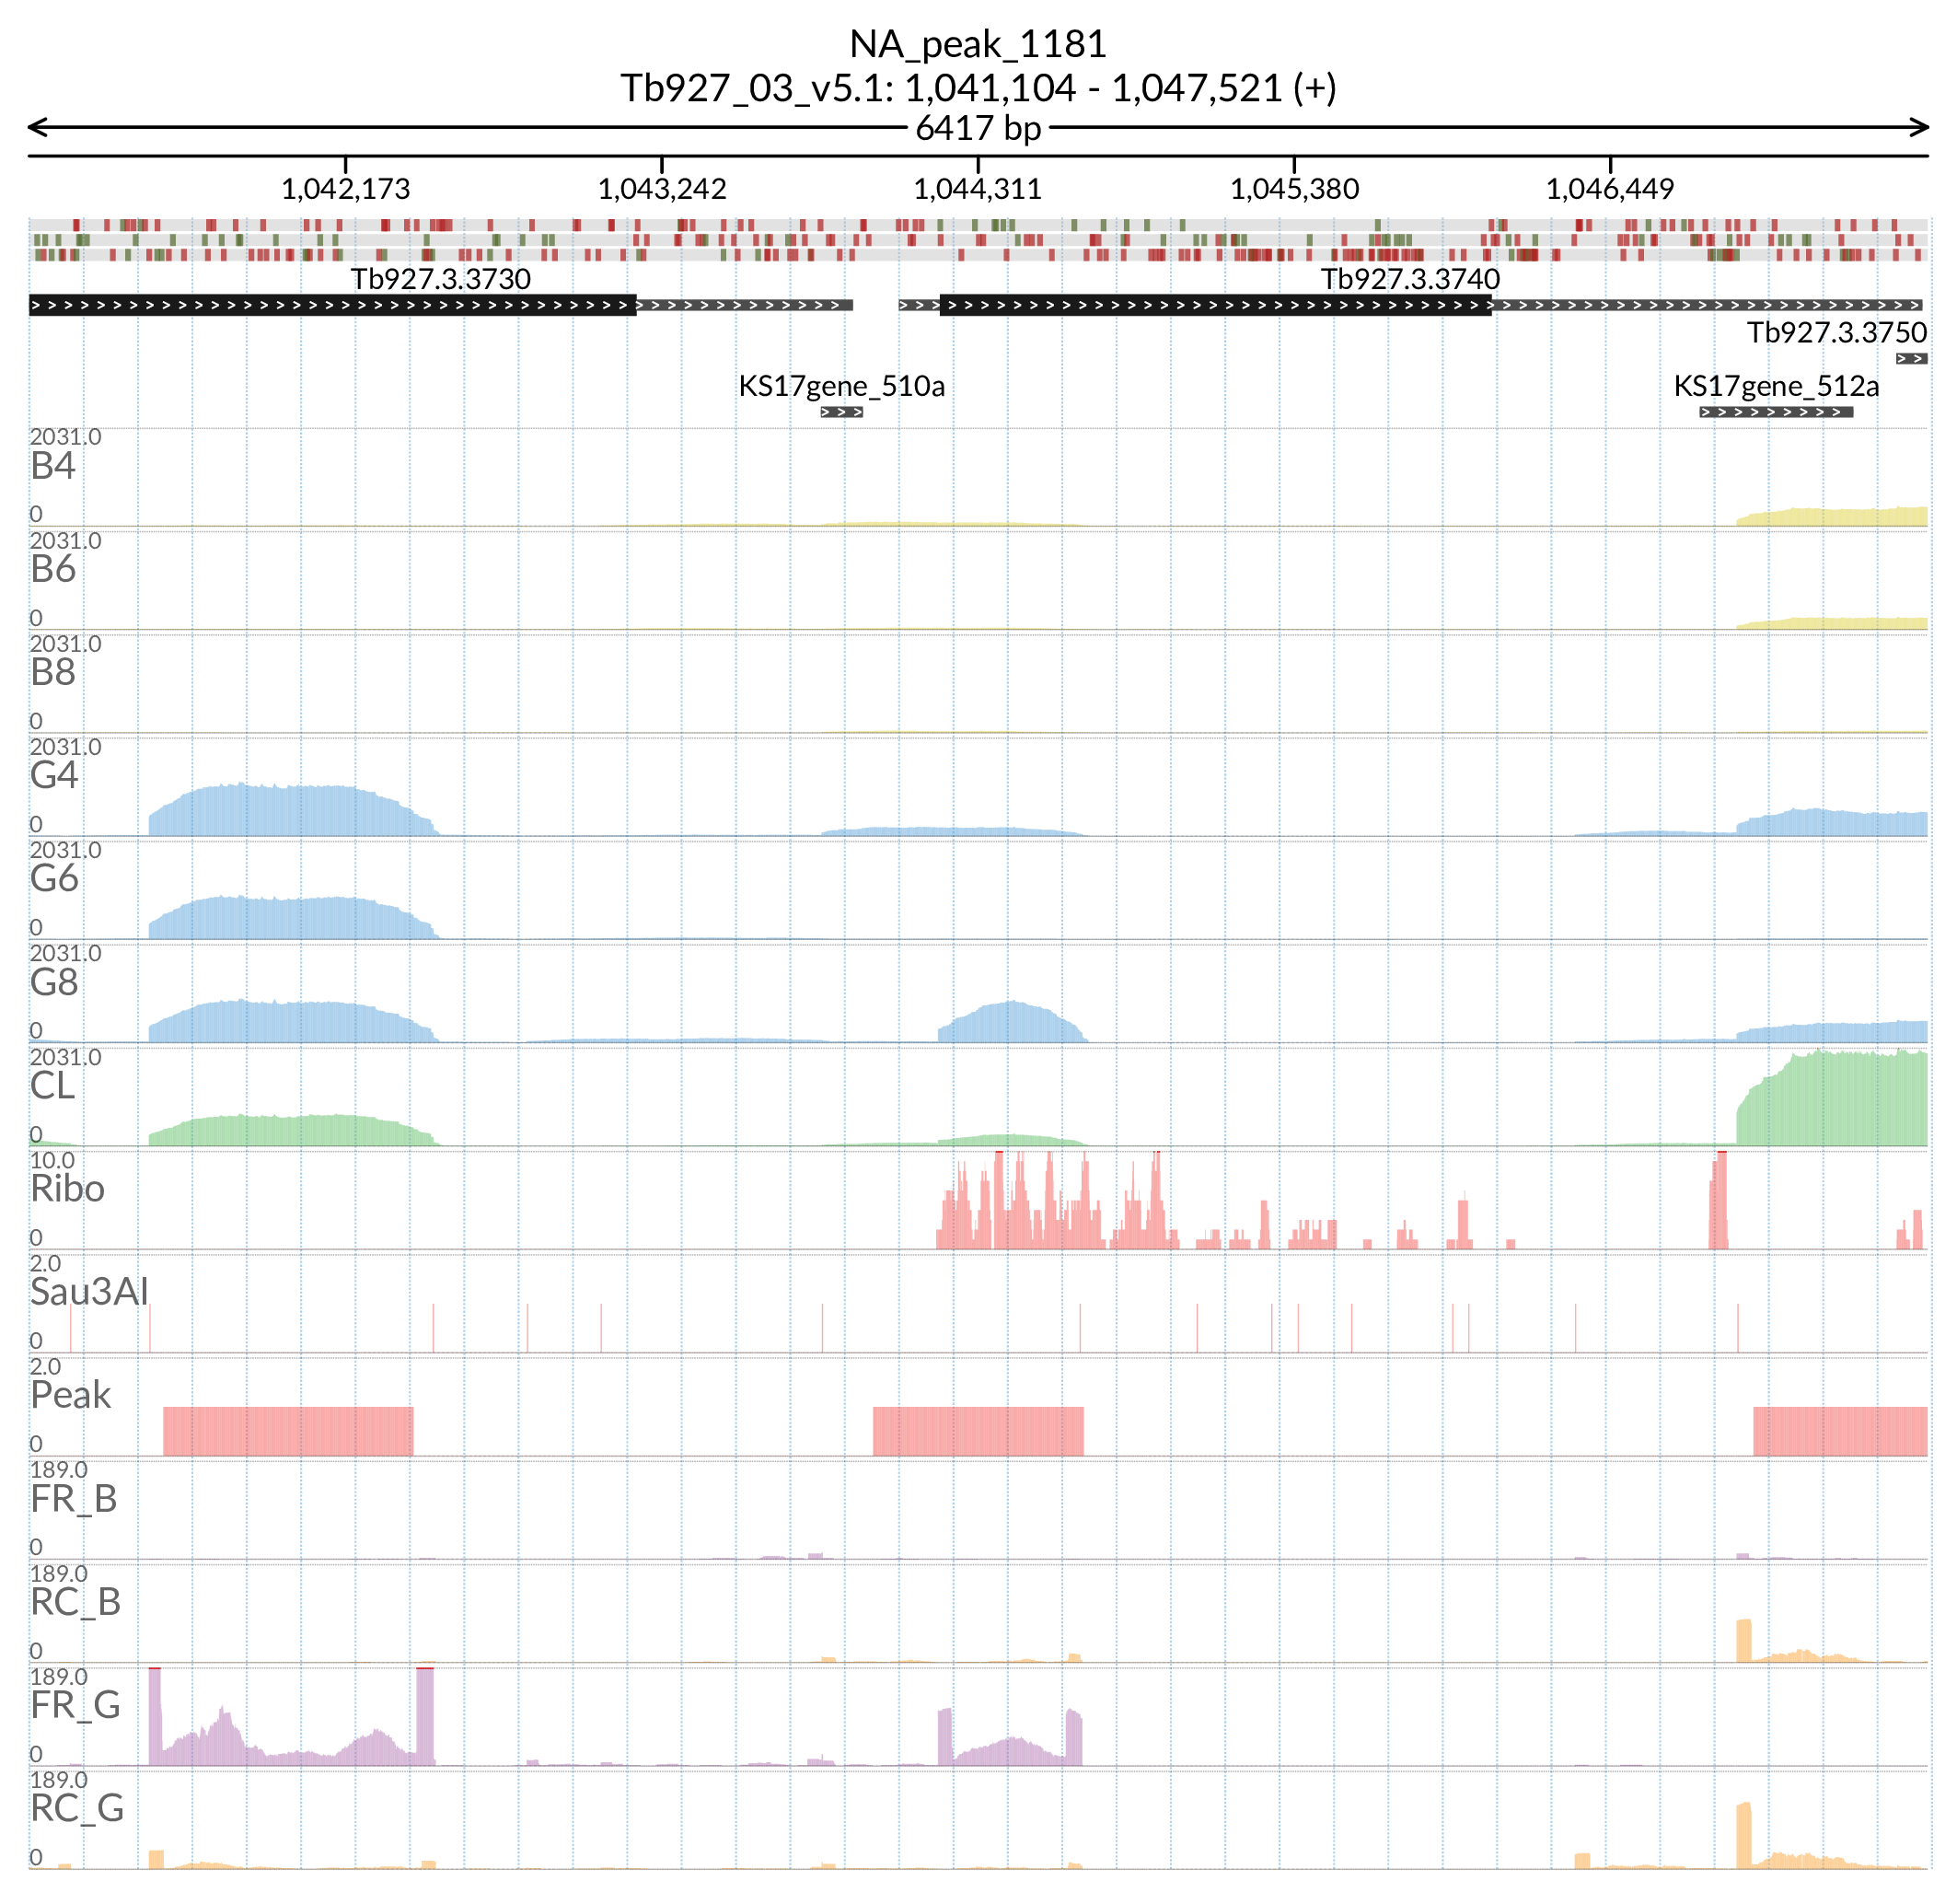 NA_peak_1181
Tb927_03_v5.1: 1,041,104 - 1,047,521 (+)
6417 bp
1,042,173 1,043,242 1,044,311 1,045,380 1,046,449
Tb927.3.3730 Tb927.3.3740
Tb927.3.3750
KS17gene_510a KS17gene_512a
2031.0
B4
0
2031.0
B6
0
2031.0
B8
0
2031.0
G4
0
2031.0
G6
0
2031.0
G8
0
2031.0
CL
0
10.0
Ribo
0
2.0
Sau3AI
0
2.0
Peak
0
189.0
FR_B
0
189.0
RC_B
0
189.0
FR_G
0
189.0
RC_G
0